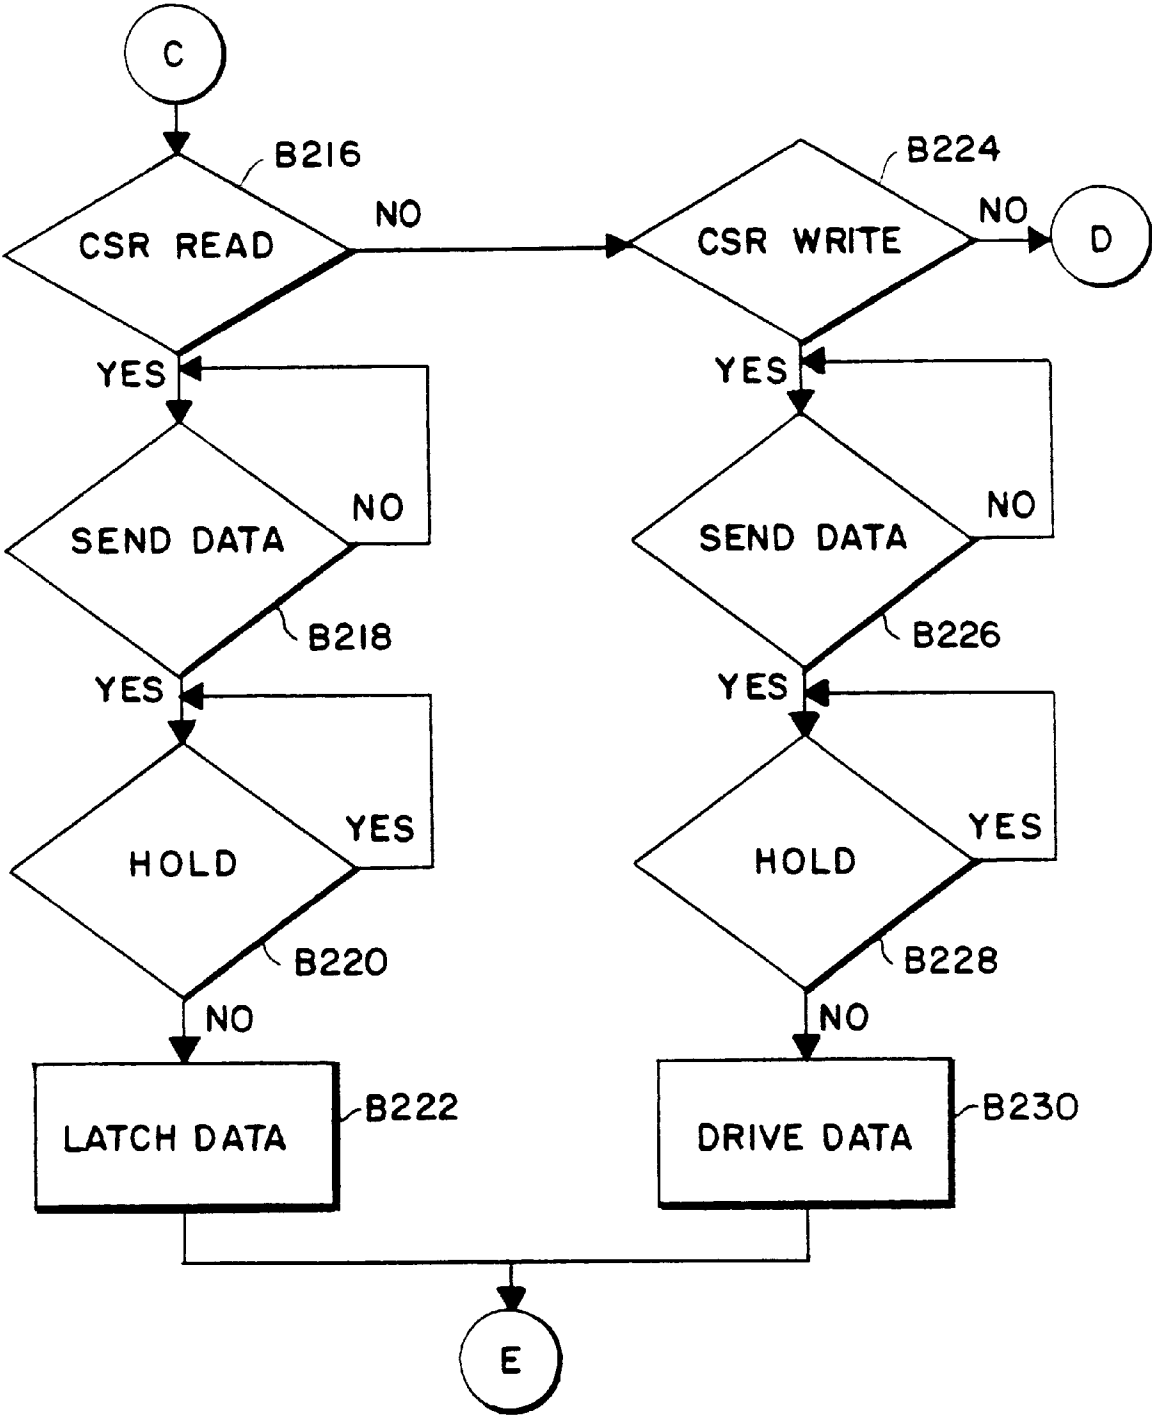 C
B216
CSR READ
NO
B224
CSR WRITE
NO
D
YES
SEND DATA
NO
B218
YES
HOLD
YES
B220
NO
LATCH DATA
B222
YES
SEND DATA
NO
B226
YES
HOLD
YES
B228
NO
DRIVE DATA
B230
E